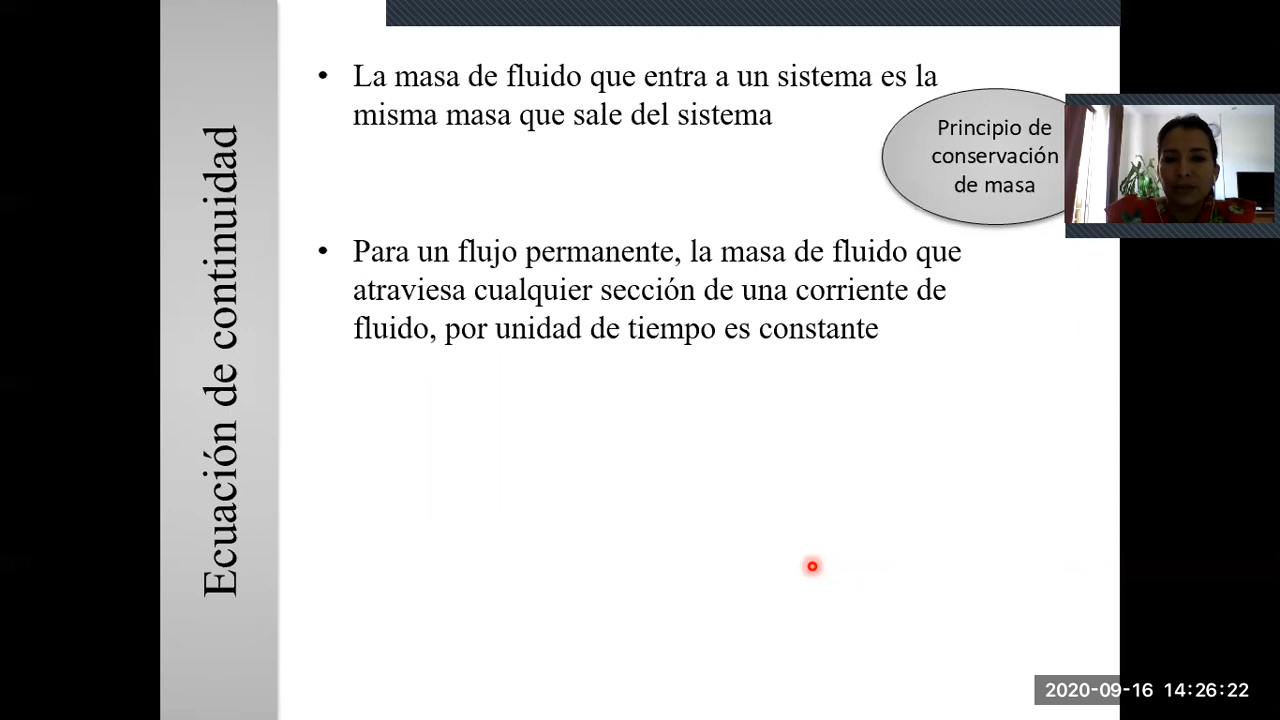 Ecuación de continuidad
• La masa de fluido que entra a un sistema es la
misma masa que sale del sistema
Principio de
conservación
de masa
• Para un flujo permanente, la masa de fluido que
atraviesa cualquier sección de una corriente de
fluido, por unidad de tiempo es constante
2020-09-16 14:26:22